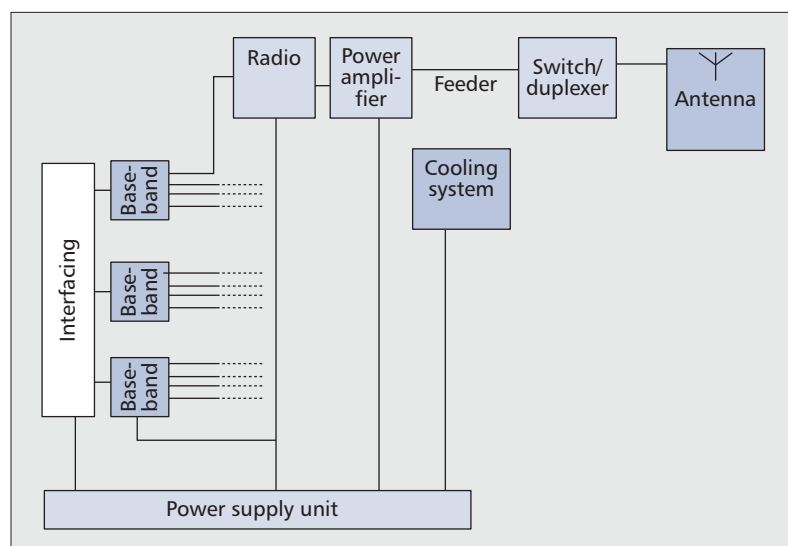 Radio
Power
ampli-
fier
Feeder
Switch/
duplexer
Antenna
Cooling
system
Interfacing
Base-
band
Base-
band
Base-
band
Power supply unit